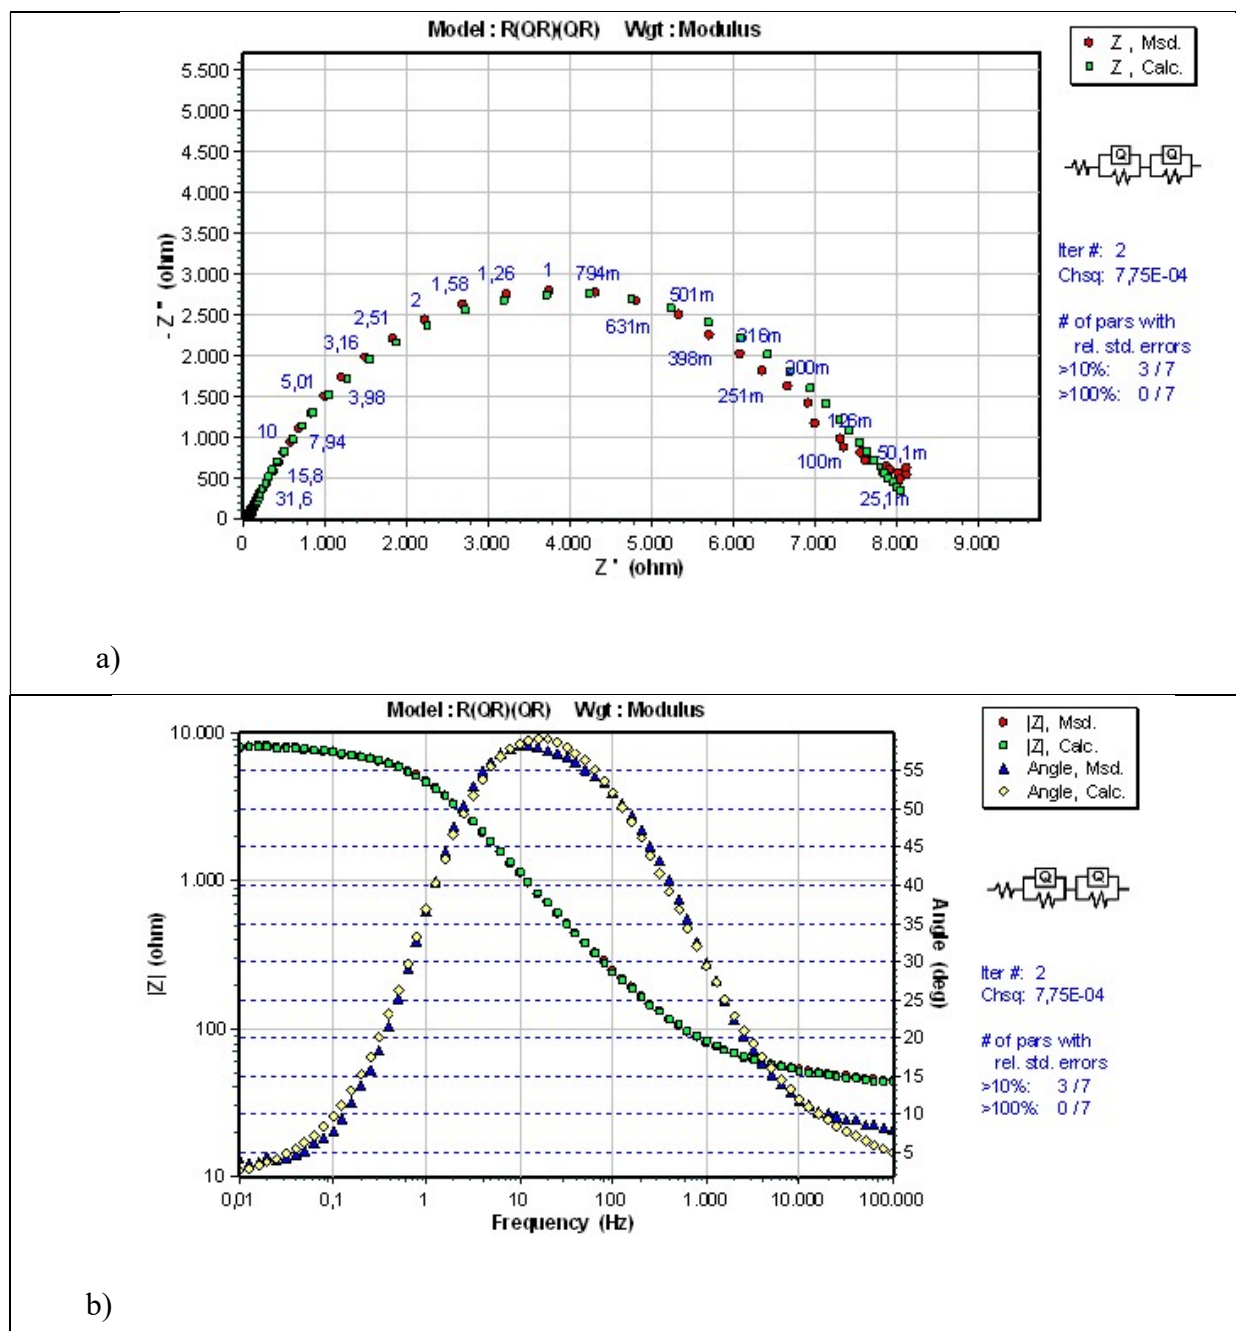 Model : R(QR)(QR)    Wgt : Modulus
Z , Msd.
Z , Calc.
5.500
5.000
4.500
4.000
3.500
3.000
2.500
2.000
1.500
1.000
500
0
- Z'' (ohm)
1,58
1,26
1
794m
2
501m
2,51
631m
316m
3,16
398m
200m
5,01
3,98
251m
126m
10
7,94
100m
50,1m
15,8
31,6
25,1m
0 1.000 2.000 3.000 4.000 5.000 6.000 7.000 8.000 9.000
Z ' (ohm)
Q Q
Iter #: 2
Chsq: 7,75E-04
# of pars with
rel. std. errors
>10%: 3 / 7
>100%: 0 / 7
a)
Model : R(QR)(QR)    Wgt : Modulus
|Z|, Msd.
|Z|, Calc.
Angle, Msd.
Angle, Calc.
10.000
1.000
100
10
|Z| (ohm)
55
50
45
40
35
30
25
20
15
10
5
Angle (deg)
0,01 0,1 1 10 100 1.000 10.000 100.000
Frequency (Hz)
Q Q
Iter #: 2
Chsq: 7,75E-04
# of pars with
rel. std. errors
>10%: 3 / 7
>100%: 0 / 7
b)